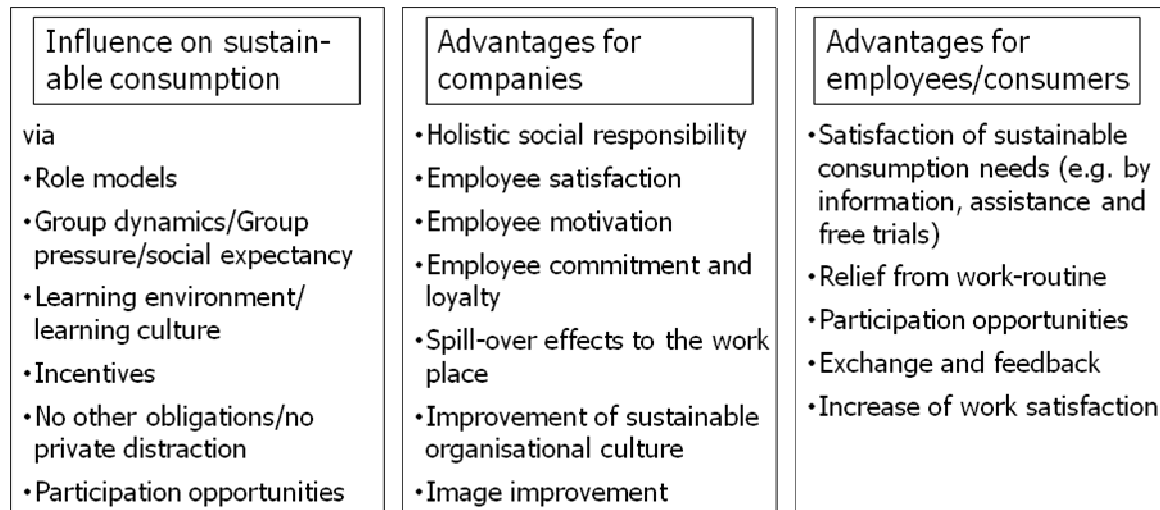 Influence on sustain-
able consumption
via
•Role models
•Group dynamics/Group
pressure/social expectancy
•Learning environment/
learning culture
•Incentives
•No other obligations/no
private distraction
•Participation opportunities
Advantages for
companies
•Holistic social responsibility
•Employee satisfaction
•Employee motivation
•Employee commitment and
loyalty
•Spill-over effects to the work
place
•Improvement of sustainable
organisational culture
•Image improvement
Advantages for
employees/consumers
•Satisfaction of sustainable
consumption needs (e.g. by
information, assistance and
free trials)
•Relief from work-routine
•Participation opportunities
•Exchange and feedback
•Increase of work satisfaction